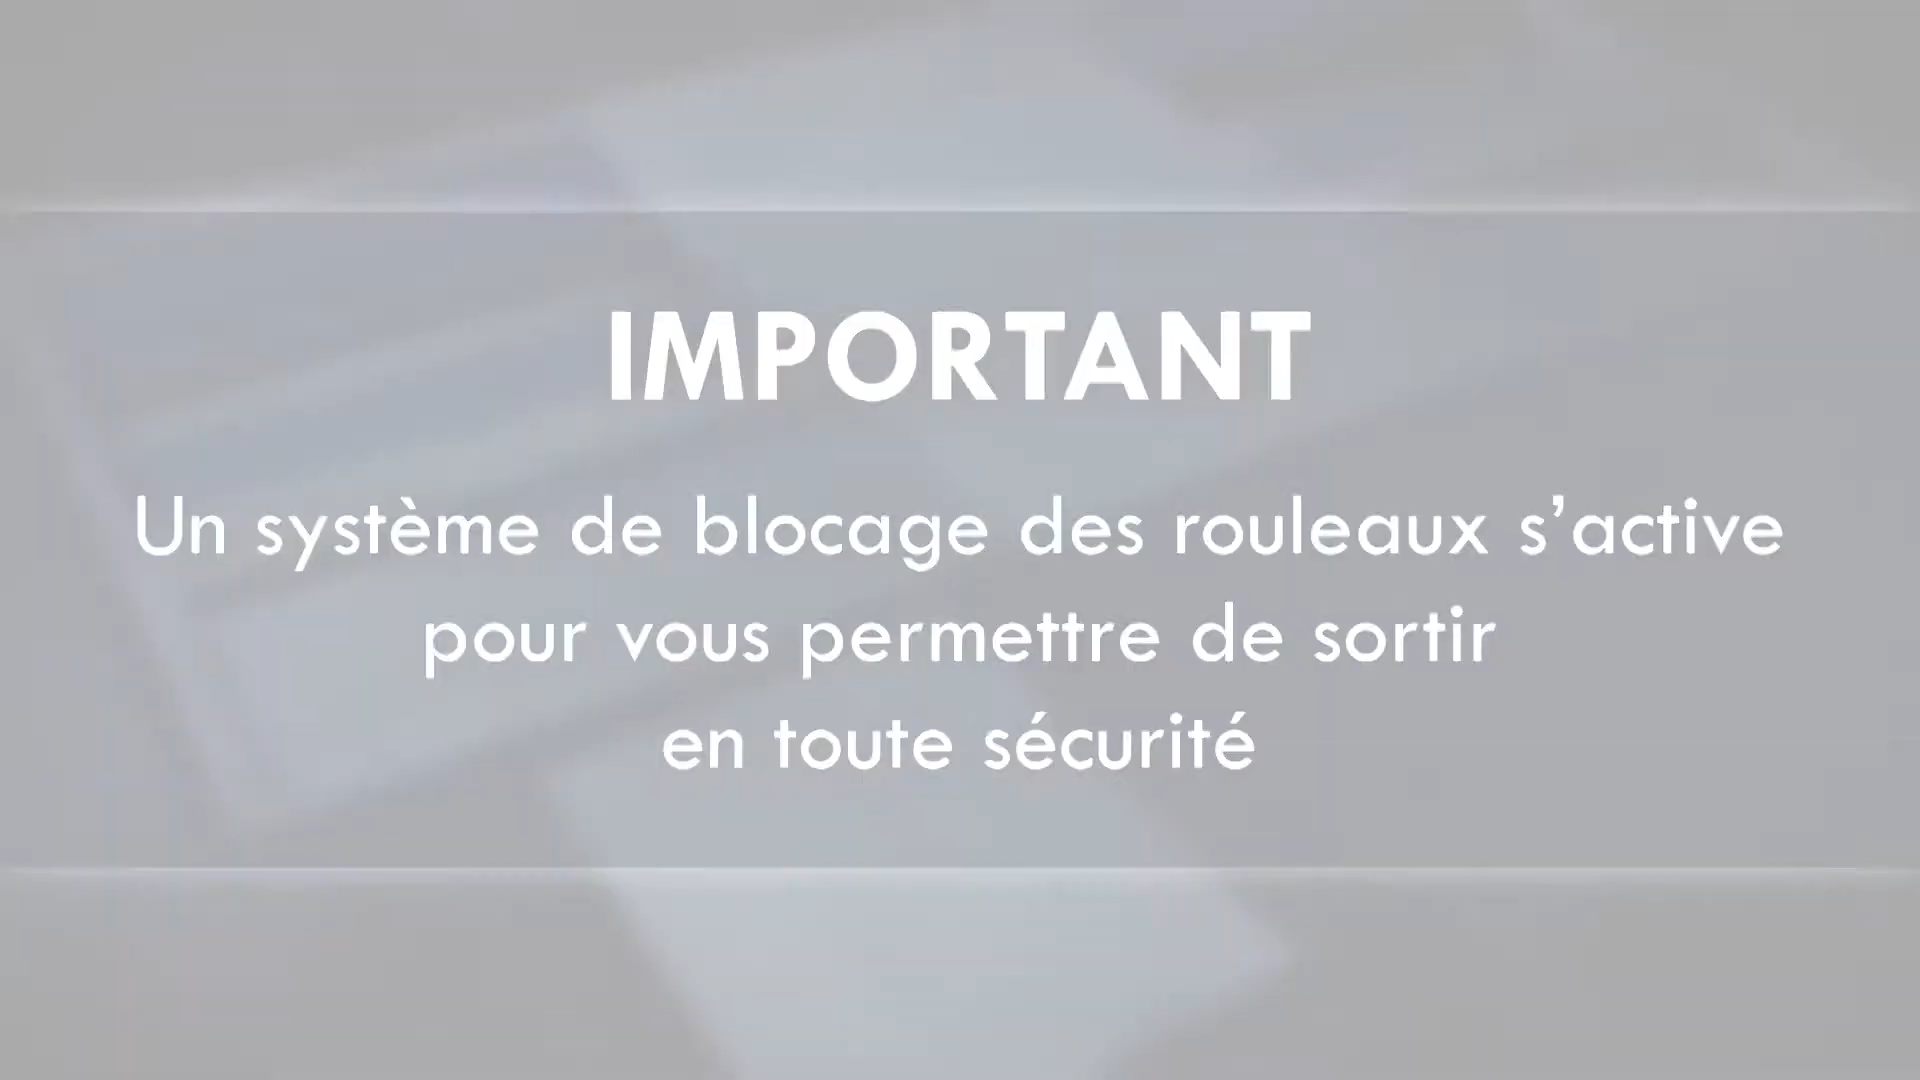 IMPORTANT
Un système de blocage des rouleaux s’active
pour vous permettre de sortir
en toute sécurité